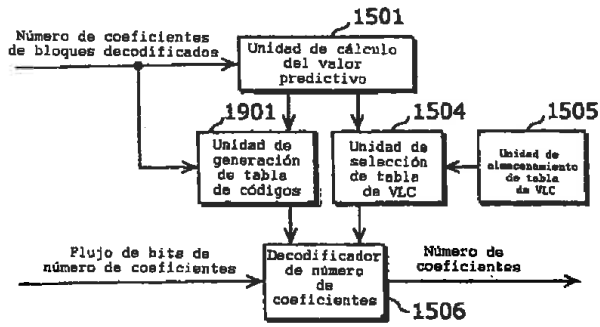 1501
Número de coeficientes
de bloques decodificados
Unidad de cálculo
del valor
predictivo
1901
1504
1505
Unidad de
generación
de tabla
de códigos
Unidad de
selección
de tabla
de VLC
Unidad de
almacenamiento
de tabla
de VLC
Flujo de bits de
número de coeficientes
Decodificador
de número
de
coeficientes
Número de
coeficientes
1506